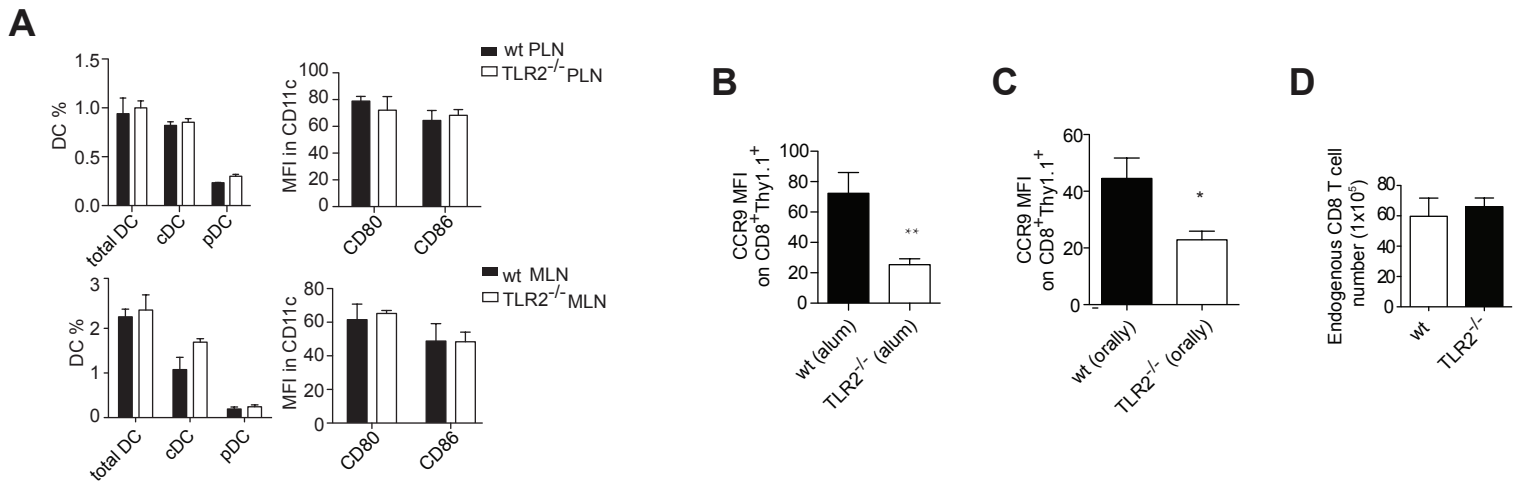 A
wt PLN
TLR2-/- PLN
DC %
1.5
1.0
0.5
0.0
total DC
cDC
pDC
MFI in CD11c
100
80
60
40
20
0
CD80
CD86
wt MLN
TLR2-/- MLN
DC %
3
2
1
0
total DC
cDC
pDC
MFI in CD11c
80
60
40
20
0
CD80
CD86
B
CCR9 MFI
on CD8+Thy1.1+
100
80
60
40
20
0
**
wt (alum)
TLR2-/- (alum)
C
CCR9 MFI
on CD8+Thy1.1+
60
40
20
0
*
wt (orally)
TLR2-/- (orally)
D
Endogenous CD8 T cell
number (1x10⁵)
80
60
40
20
0
wt
TLR2-/-